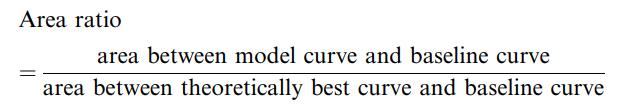 Area ratio
= area between model curve and baseline curve
area between theoretically best curve and baseline curve